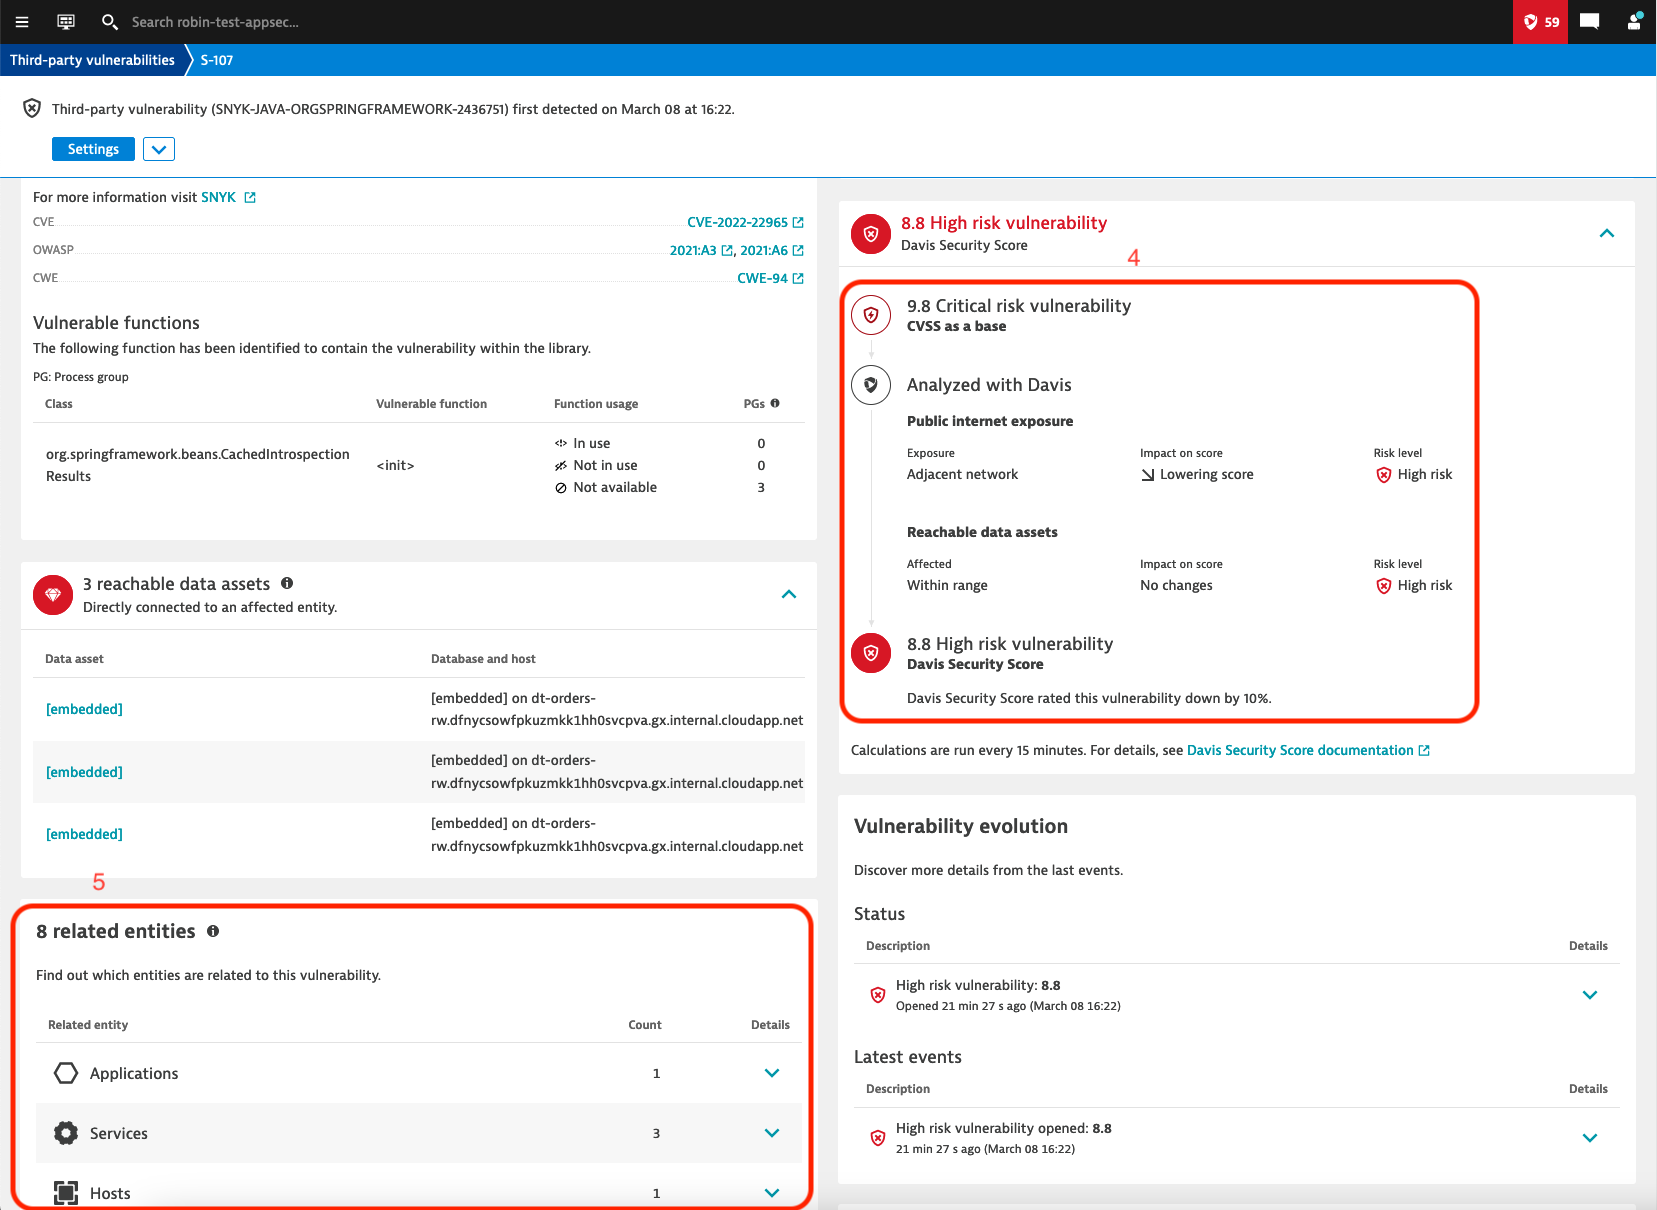 Search robin-test-appsec...
59
Third-party vulnerabilities
S-107
Third-party vulnerability (SNYK-JAVA-ORGSPRINGFRAMEWORK-2436751) first detected on March 08 at 16:22.
Settings
For more information visit SNYK
CVE CVE-2022-22965
OWASP 2021:A3, 2021:A6
CWE CWE-94
Vulnerable functions
The following function has been identified to contain the vulnerability within the library.
PG: Process group
Class Vulnerable function Function usage PGs
org.springframework.beans.CachedIntrospection
Results
<init>
In use 0
Not in use 0
Not available 3
3 reachable data assets
Directly connected to an affected entity.
Data asset Database and host
[embedded]
[embedded] on dt-orders-
rw.dfnycsowfpkuzmkk1hh0svcpva.gx.internal.cloudapp.net
[embedded]
[embedded] on dt-orders-
rw.dfnycsowfpkuzmkk1hh0svcpva.gx.internal.cloudapp.net
[embedded]
[embedded] on dt-orders-
rw.dfnycsowfpkuzmkk1hh0svcpva.gx.internal.cloudapp.net
5
8 related entities
Find out which entities are related to this vulnerability.
Related entity Count Details
Applications 1
Services 3
Hosts 1
8.8 High risk vulnerability
Davis Security Score
4
9.8 Critical risk vulnerability
CVSS as a base
Analyzed with Davis
Public internet exposure
Exposure Impact on score Risk level
Adjacent network Lowering score High risk
Reachable data assets
Affected Impact on score Risk level
Within range No changes High risk
8.8 High risk vulnerability
Davis Security Score
Davis Security Score rated this vulnerability down by 10%.
Calculations are run every 15 minutes. For details, see Davis Security Score documentation
Vulnerability evolution
Discover more details from the last events.
Status
Description Details
High risk vulnerability: 8.8
Opened 21 min 27 s ago (March 08 16:22)
Latest events
Description Details
High risk vulnerability opened: 8.8
21 min 27 s ago (March 08 16:22)